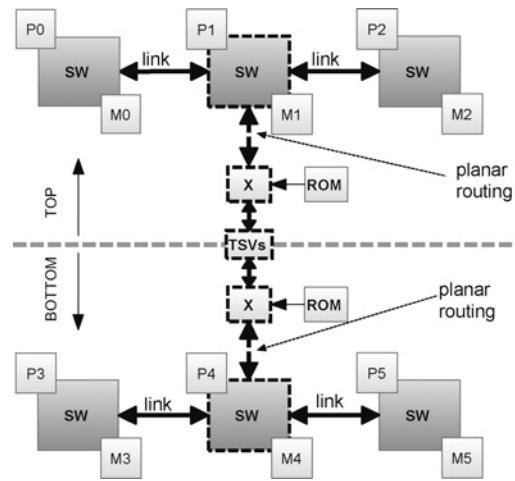 P0
P1
P2
link
link
SW
SW
SW
M0
M1
M2
planar
routing
X
ROM
TOP
TSVs
BOTTOM
X
ROM
planar
routing
P3
P4
P5
link
link
SW
SW
SW
M3
M4
M5